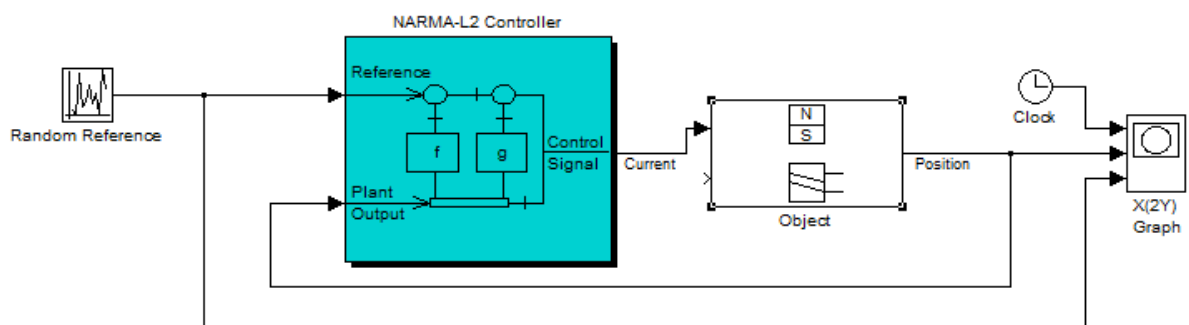 NARMA-L2 Controller
Reference
Random Reference
f
g
Control
Signal
Plant
Output
Current
N
S
Object
Position
Clock
X(2Y)
Graph